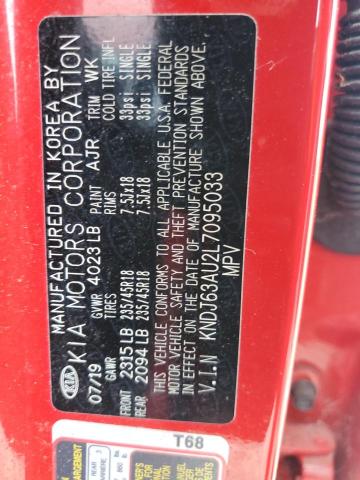 MANUFACTURED IN KOREA BY
KIA KIA MOTORS CORPORATION
07/19 GVWR 4023 LB PAINT AJR TRIM WK
GAWR TIRES RIMS COLD TIRE INFL
FRONT 2315 LB 235/45R18 7.5Jx18 33psi SINGLE
REAR 2094 LB 235/45R18 7.5Jx18 33psi SINGLE
THIS VEHICLE CONFORMS TO ALL APPLICABLE U.S.A. FEDERAL
MOTOR VEHICLE SAFETY AND THEFT PREVENTION STANDARDS
IN EFFECT ON THE DATE OF MANUFACTURE SHOWN ABOVE.
V.I.N KNDJ63AU2L7095033
MPV
T68
REAR 3